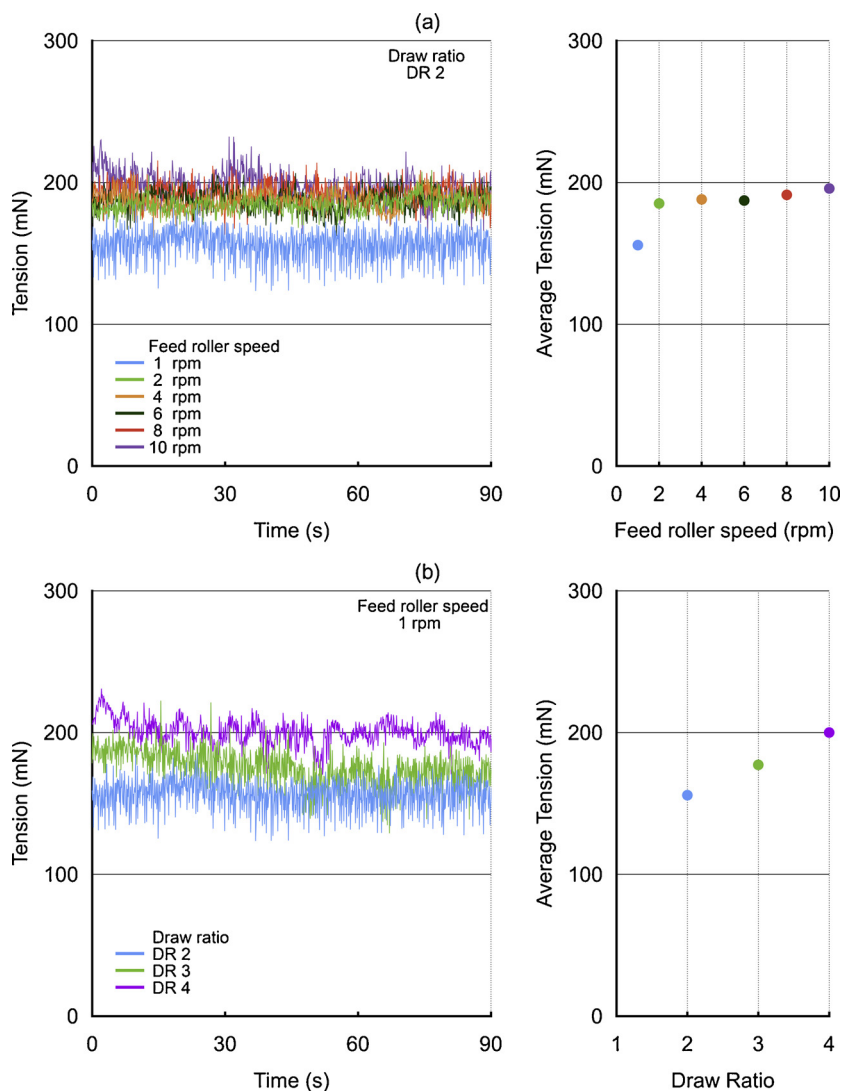 (a)
300
200
100
0
Tension (mN)
Draw ratio
DR 2
Feed roller speed
1 rpm
2 rpm
4 rpm
6 rpm
8 rpm
10 rpm
0 30 60 90
Time (s)
300
200
100
0
Average Tension (mN)
0 2 4 6 8 10
Feed roller speed (rpm)
(b)
300
200
100
0
Tension (mN)
Feed roller speed
1 rpm
Draw ratio
DR 2
DR 3
DR 4
0 30 60 90
Time (s)
300
200
100
0
Average Tension (mN)
1 2 3 4
Draw Ratio